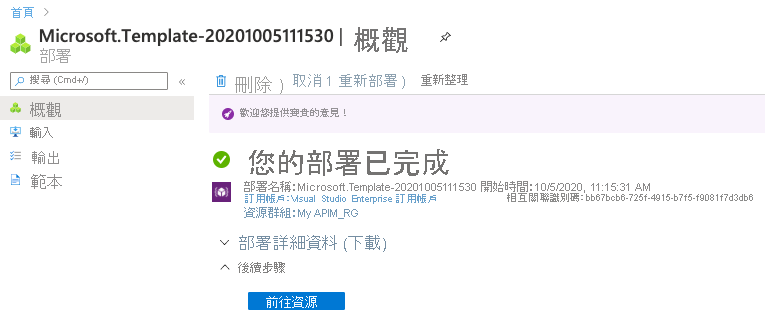 首頁
Microsoft.Template-20201005111530 | 概觀
部署
搜尋 (Cmd+/)
«
刪除 ) 取消 1 重新部署 ) 重新整理
概觀
輸入
輸出
範本
歡迎您提供寶貴的意見！
您的部署已完成
部署名稱:Microsoft.Template-20201005111530 開始時間:10/5/2020, 11:15:31 AM
訂用帳戶:Visual Studio Enterprise 訂用帳戶 相互關聯識別碼: bb67bcb6-725f-4915-b7f5-f9081f7d3db6
資源群組:My APIM_RG
部署詳細資料 (下載)
後續步驟
前往資源